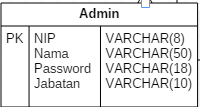 Admin
PK NIP VARCHAR(8)
Nama VARCHAR(50)
Password VARCHAR(18)
Jabatan VARCHAR(10)